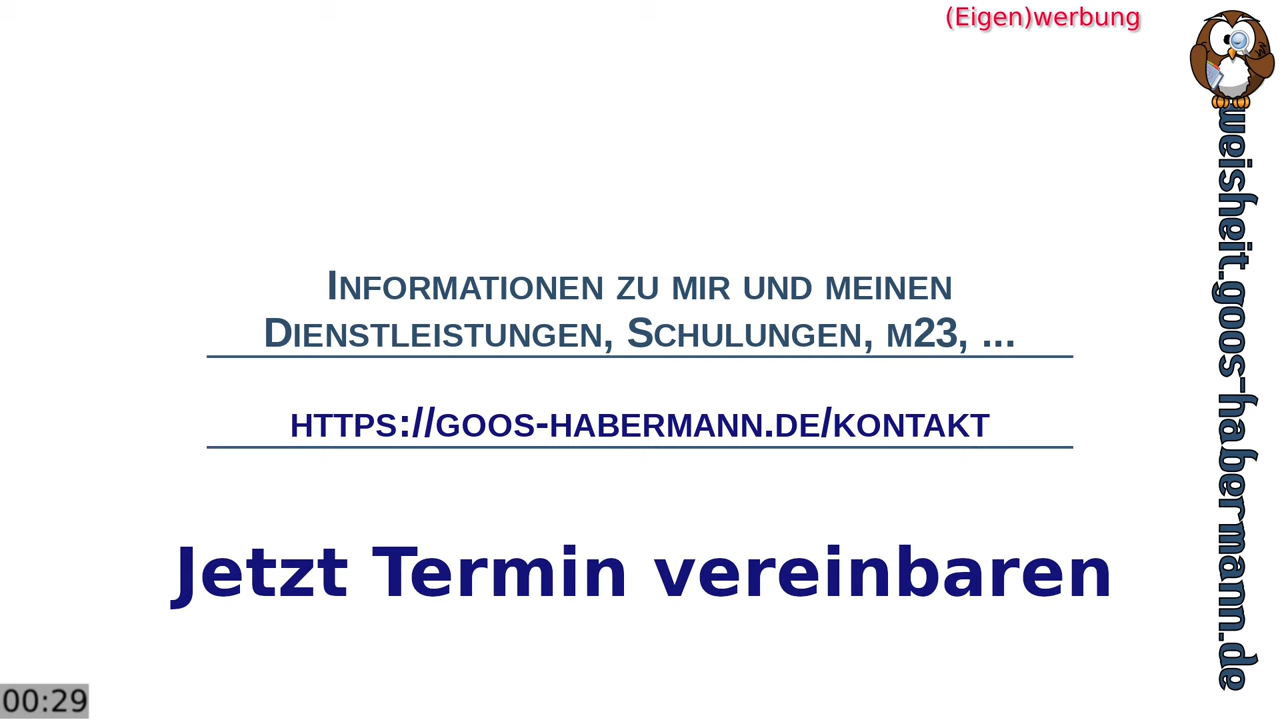 (Eigen)werbung
Informationen zu mir und meinen
Dienstleistungen, Schulungen, m23, ...
https://goos-habermann.de/kontakt
Jetzt Termin vereinbaren
weisheit.goos-habermann.de
00:29